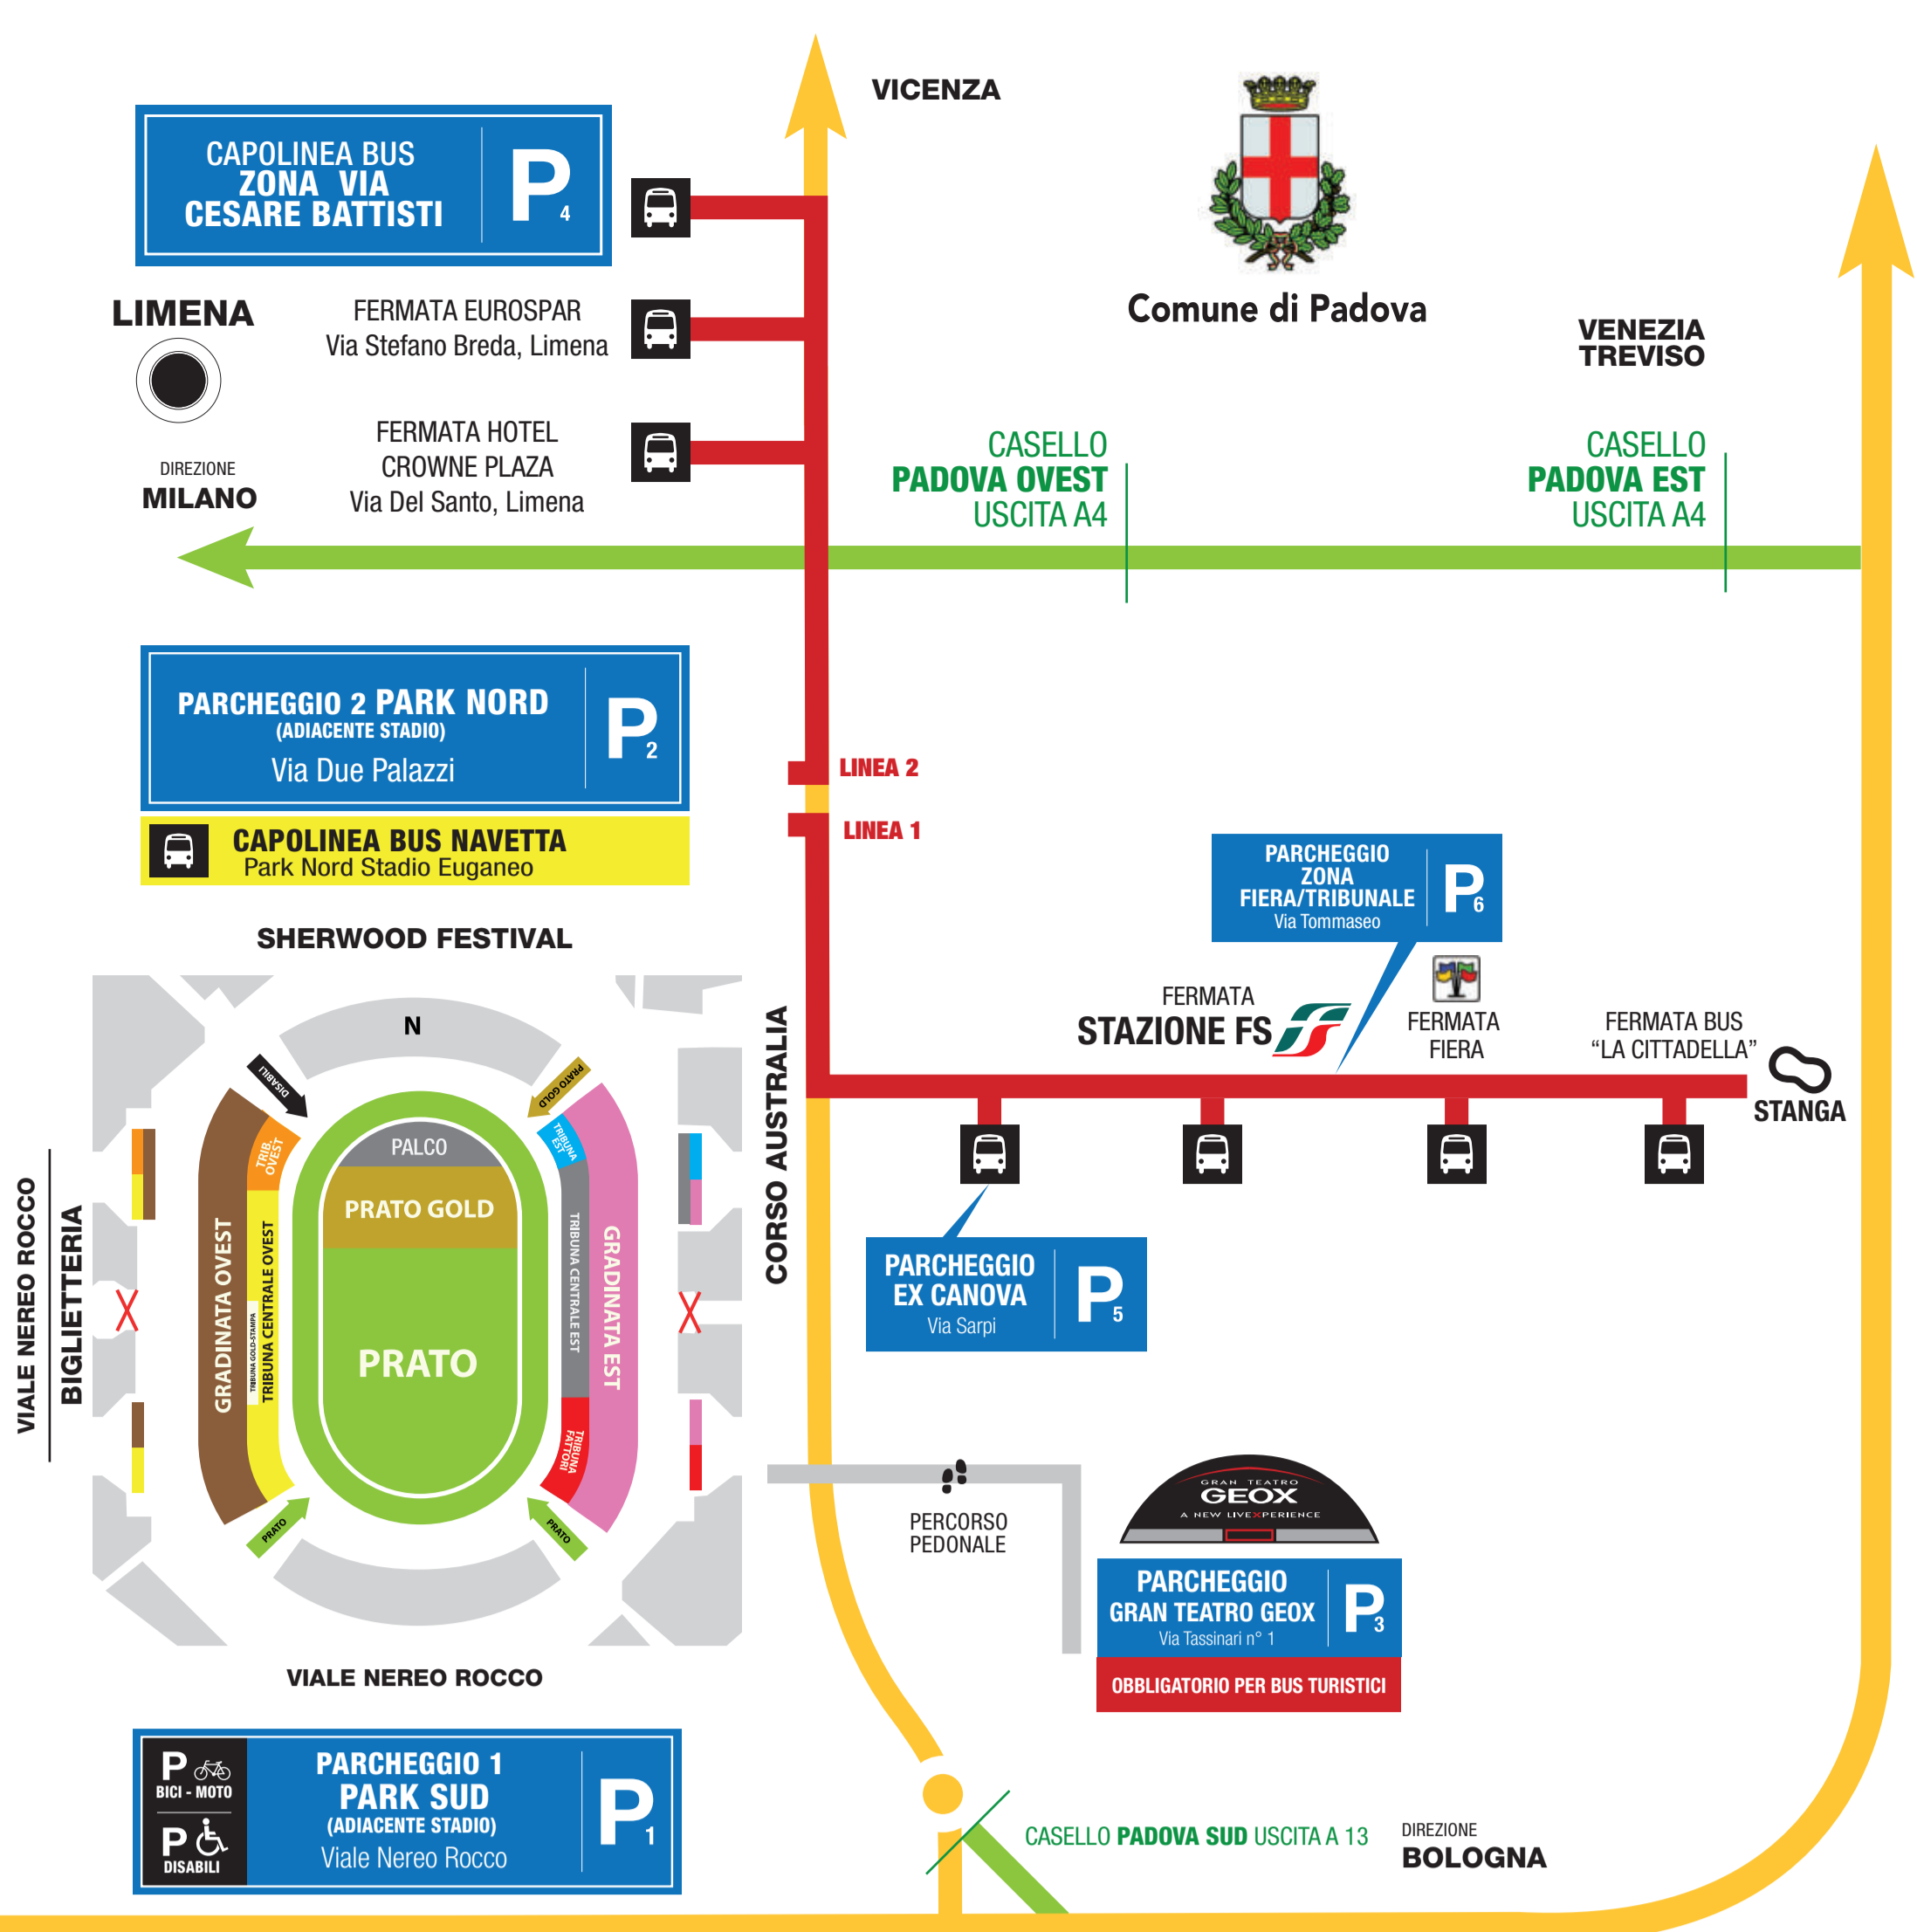 VICENZA
CAPOLINEA BUS
ZONA VIA
CESARE BATTISTI
P
4
LIMENA
FERMATA EUROSPAR
Via Stefano Breda, Limena
Comune di Padova
VENEZIA
TREVISO
FERMATA HOTEL
CROWNE PLAZA
Via Del Santo, Limena
DIREZIONE
MILANO
CASELLO
PADOVA OVEST
USCITA A4
CASELLO
PADOVA EST
USCITA A4
PARCHEGGIO 2 PARK NORD
(ADIACENTE STADIO)
Via Due Palazzi
P
2
CAPOLINEA BUS NAVETTA
Park Nord Stadio Euganeo
LINEA 2
LINEA 1
PARCHEGGIO
ZONA
FIERA/TRIBUNALE
Via Tommaseo
P
6
SHERWOOD FESTIVAL
FERMATA
STAZIONE FS
FERMATA
FIERA
FERMATA BUS
“LA CITTADELLA”
STANGA
N
DISABILI
PRATO GOLD
TRIB.
OVEST
TRIBUNA
EST
PALCO
PRATO GOLD
PRATO
GRADINATA OVEST
TRIBUNA GOLD-STAMPA
TRIBUNA CENTRALE OVEST
TRIBUNA CENTRALE EST
GRADINATA EST
TRIBUNA
FATTORI
PRATO
PRATO
VIALE NEREO ROCCO
BIGLIETTERIA
CORSO AUSTRALIA
PARCHEGGIO
EX CANOVA
Via Sarpi
P
5
PERCORSO
PEDONALE
GRAN TEATRO
GEOX
A NEW LIVEXPERIENCE
PARCHEGGIO
GRAN TEATRO GEOX
Via Tassinari n° 1
P
3
OBBLIGATORIO PER BUS TURISTICI
VIALE NEREO ROCCO
P
BICI - MOTO
P
DISABILI
PARCHEGGIO 1
PARK SUD
(ADIACENTE STADIO)
Viale Nereo Rocco
P
1
CASELLO PADOVA SUD USCITA A 13
DIREZIONE
BOLOGNA